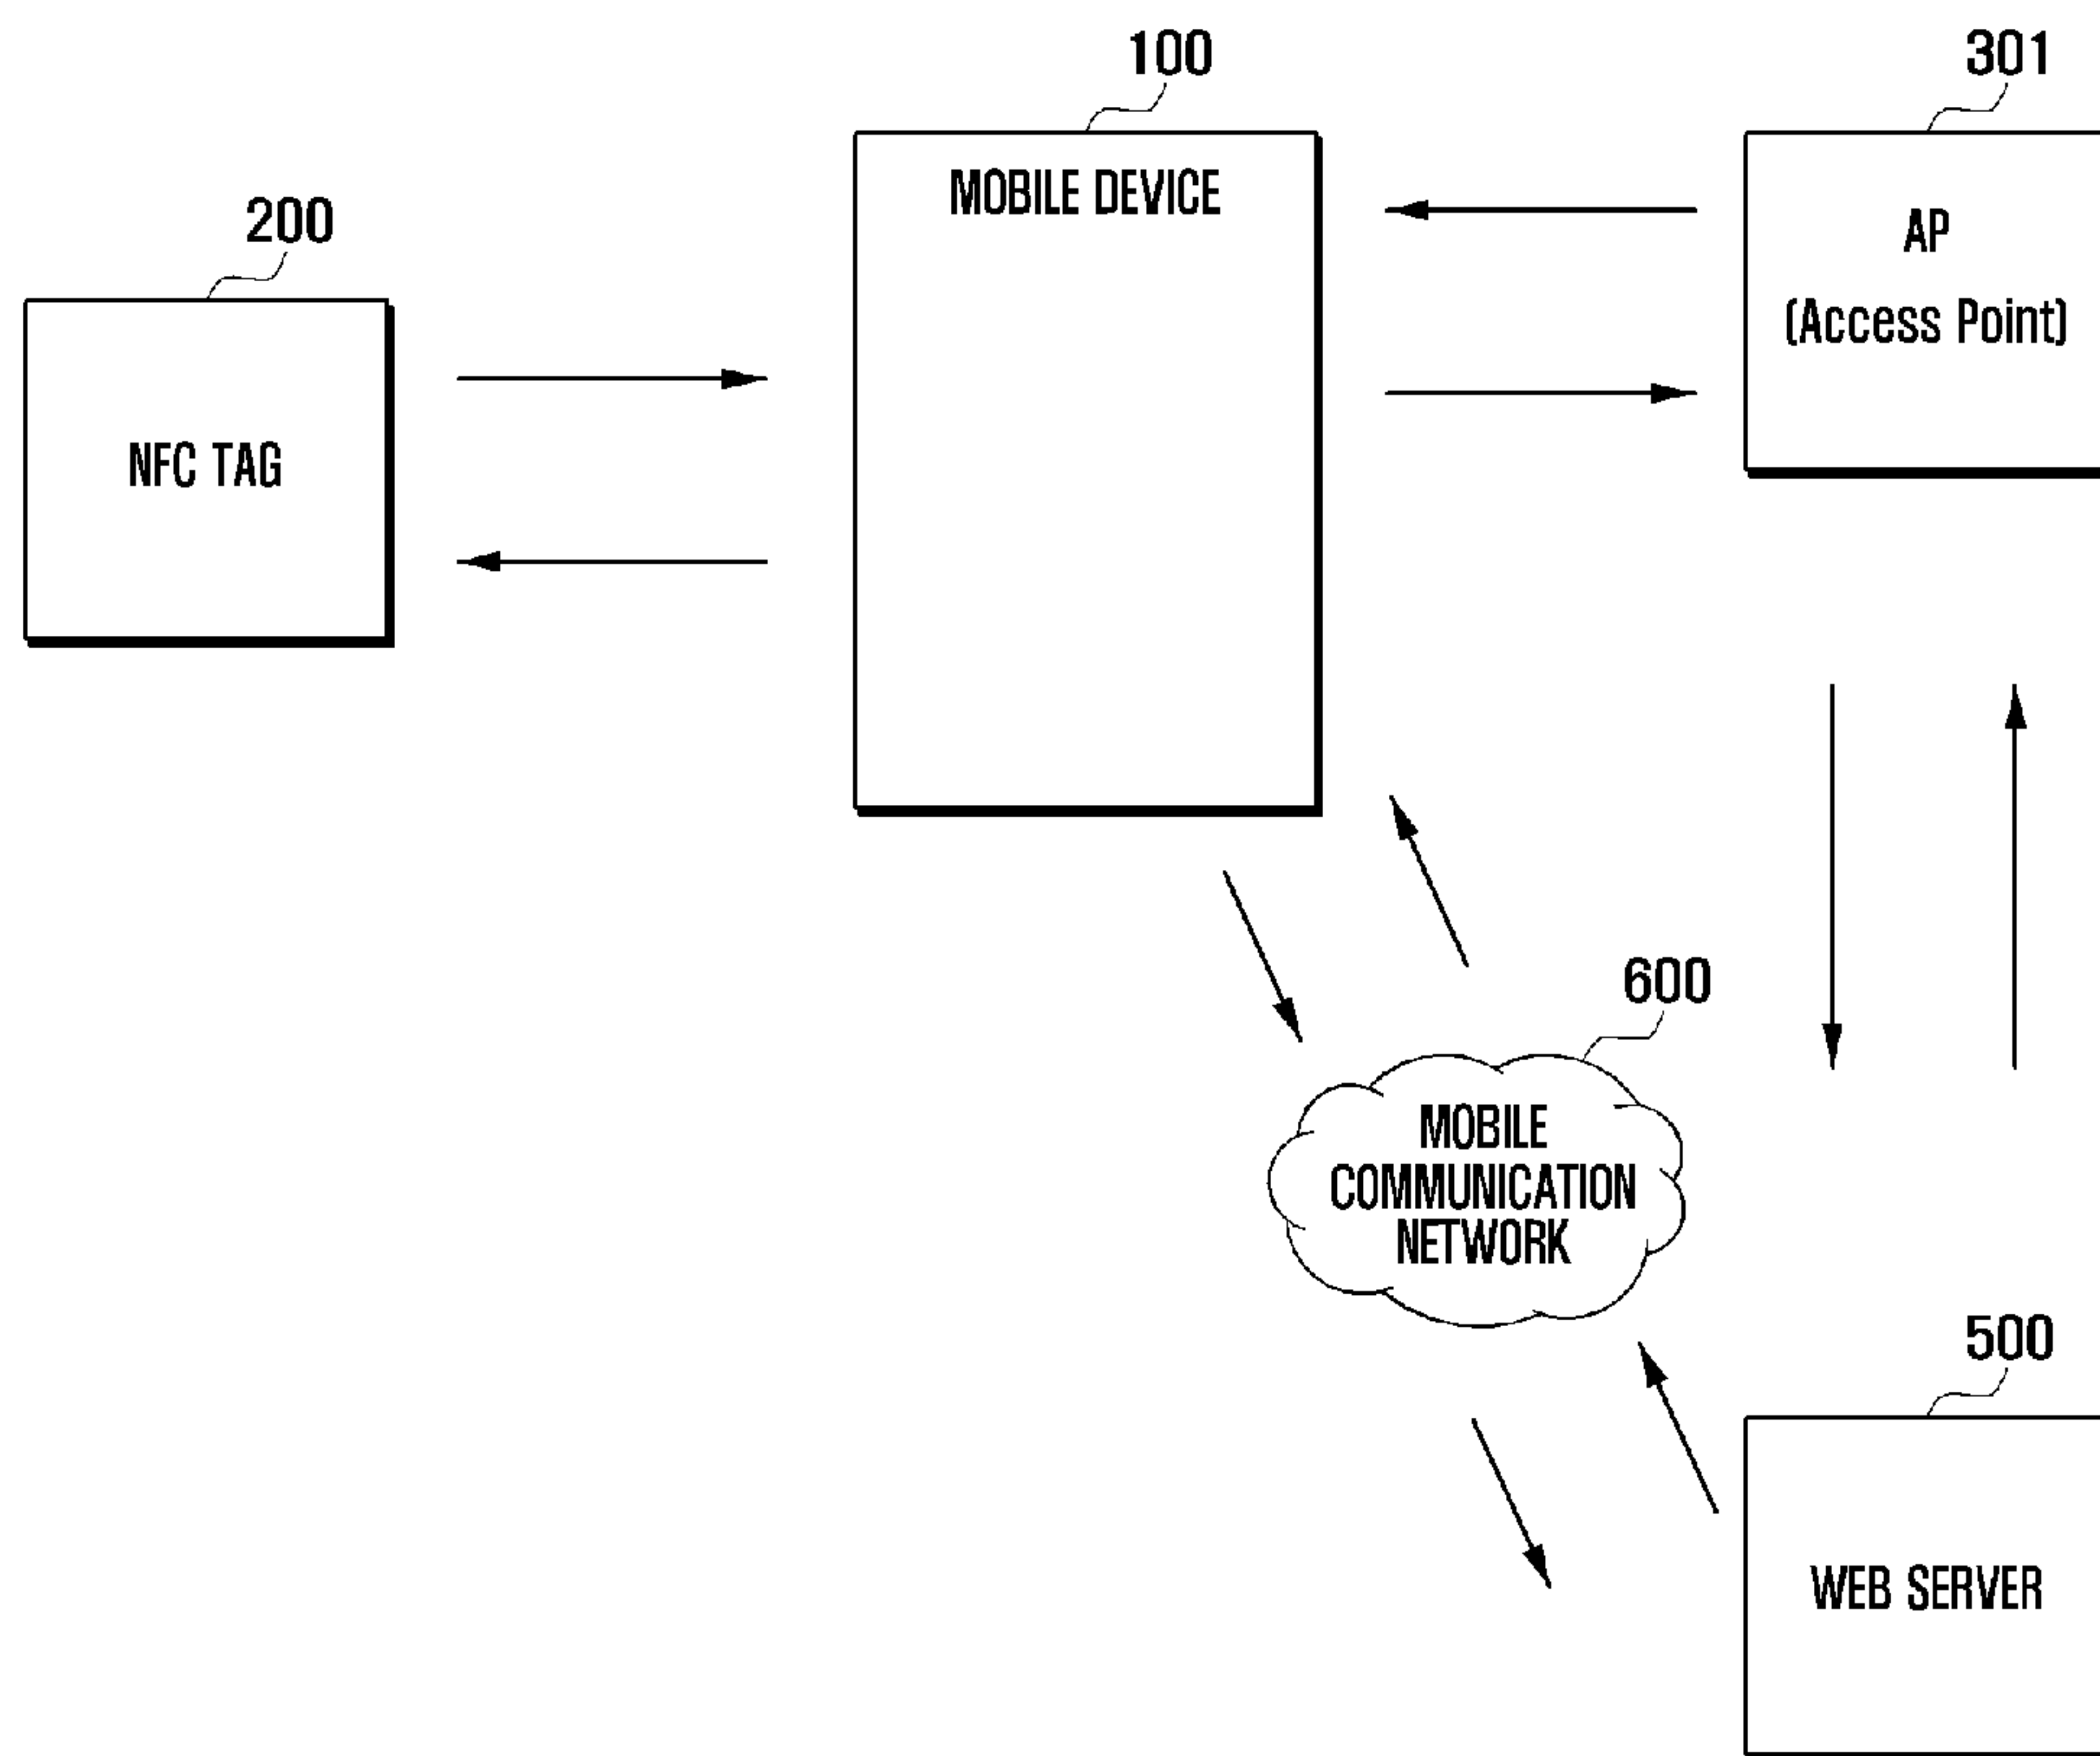 100
301
MOBILE DEVICE
200
AP
(Access Point)
NFC TAG
600
MOBILE
COMMUNICATION
NETWORK
500
WEB SERVER